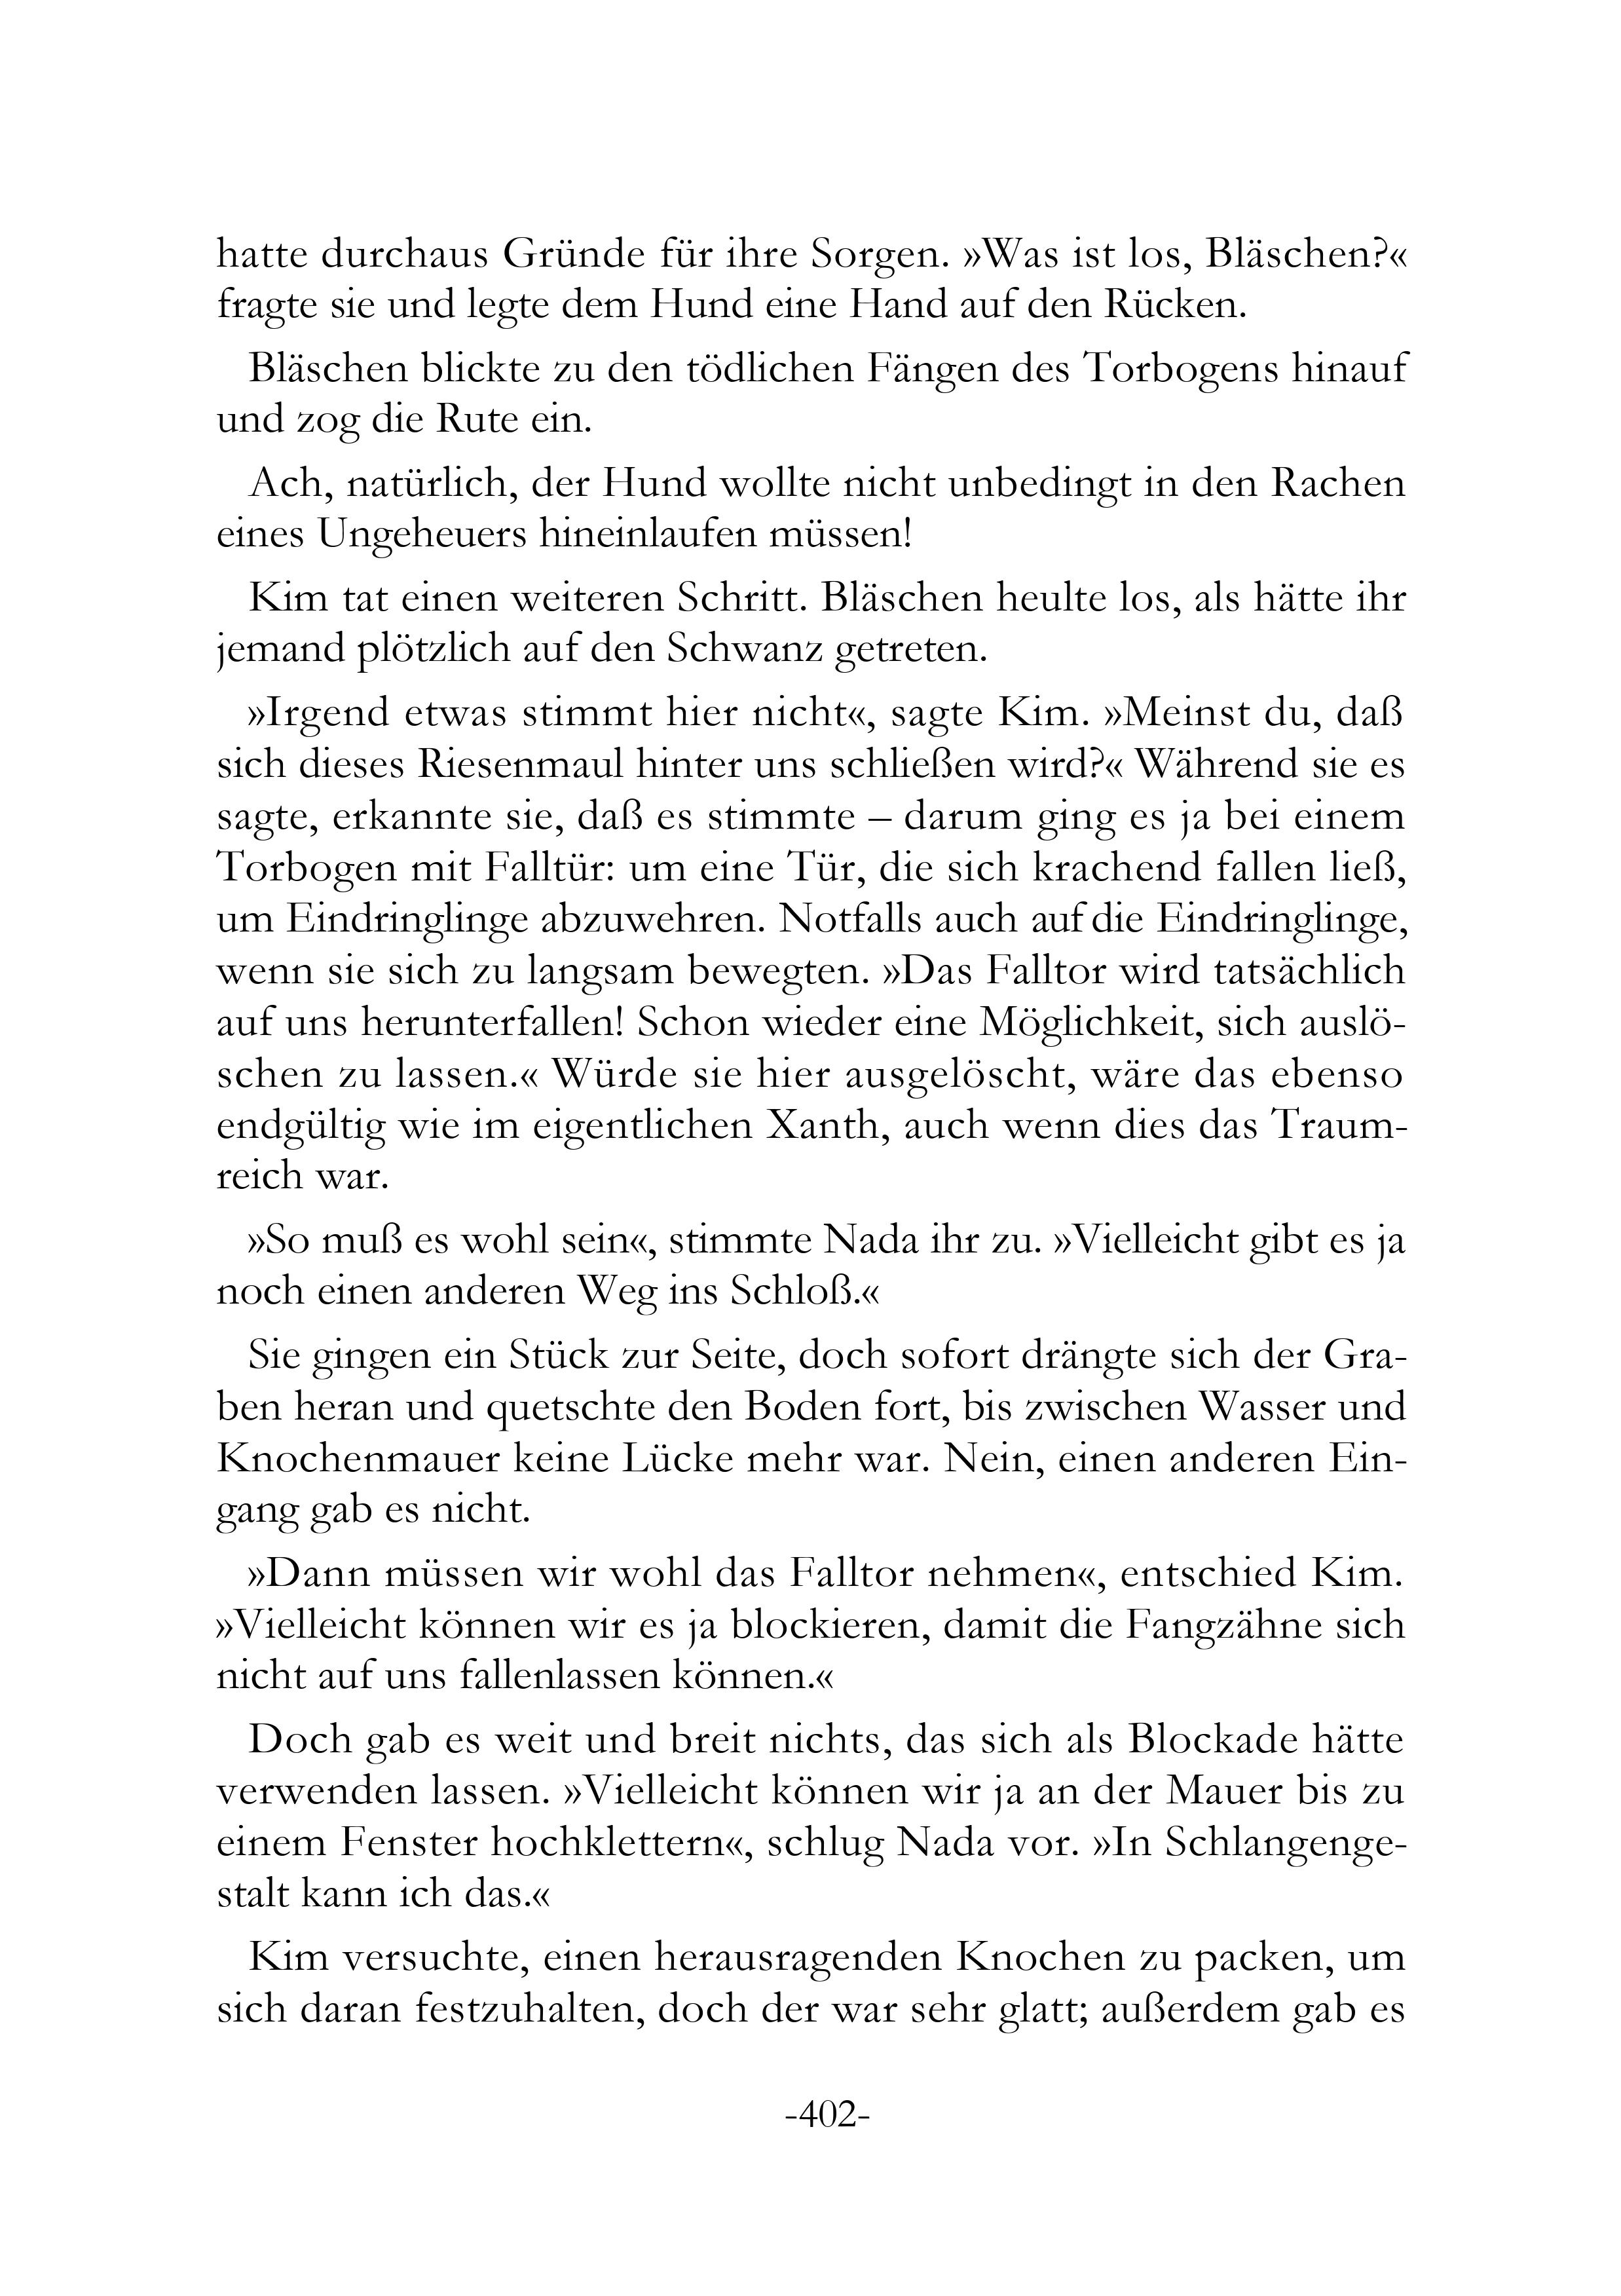 hatte durchaus Gründe für ihre Sorgen. »Was ist los, Bläschen?«
fragte sie und legte dem Hund eine Hand auf den Rücken.
Bläschen blickte zu den tödlichen Fängen des Torbogens hinauf
und zog die Rute ein.
Ach, natürlich, der Hund wollte nicht unbedingt in den Rachen
eines Ungeheuers hineinlaufen müssen!
Kim tat einen weiteren Schritt. Bläschen heulte los, als hätte ihr
jemand plötzlich auf den Schwanz getreten.
»Irgend etwas stimmt hier nicht«, sagte Kim. »Meinst du, daß
sich dieses Riesenmaul hinter uns schließen wird?« Während sie es
sagte, erkannte sie, daß es stimmte – darum ging es ja bei einem
Torbogen mit Falltür: um eine Tür, die sich krachend fallen ließ,
um Eindringlinge abzuwehren. Notfalls auch auf die Eindringlinge,
wenn sie sich zu langsam bewegten. »Das Falltor wird tatsächlich
auf uns herunterfallen! Schon wieder eine Möglichkeit, sich auslö-
schen zu lassen.« Würde sie hier ausgelöscht, wäre das ebenso
endgültig wie im eigentlichen Xanth, auch wenn dies das Traum-
reich war.
»So muß es wohl sein«, stimmte Nada ihr zu. »Vielleicht gibt es ja
noch einen anderen Weg ins Schloß.«
Sie gingen ein Stück zur Seite, doch sofort drängte sich der Gra-
ben heran und quetschte den Boden fort, bis zwischen Wasser und
Knochenmauer keine Lücke mehr war. Nein, einen anderen Ein-
gang gab es nicht.
»Dann müssen wir wohl das Falltor nehmen«, entschied Kim.
»Vielleicht können wir es ja blockieren, damit die Fangzähne sich
nicht auf uns fallenlassen können.«
Doch gab es weit und breit nichts, das sich als Blockade hätte
verwenden lassen. »Vielleicht können wir ja an der Mauer bis zu
einem Fenster hochklettern«, schlug Nada vor. »In Schlangenge-
stalt kann ich das.«
Kim versuchte, einen herausragenden Knochen zu packen, um
sich daran festzuhalten, doch der war sehr glatt; außerdem gab es
-402-